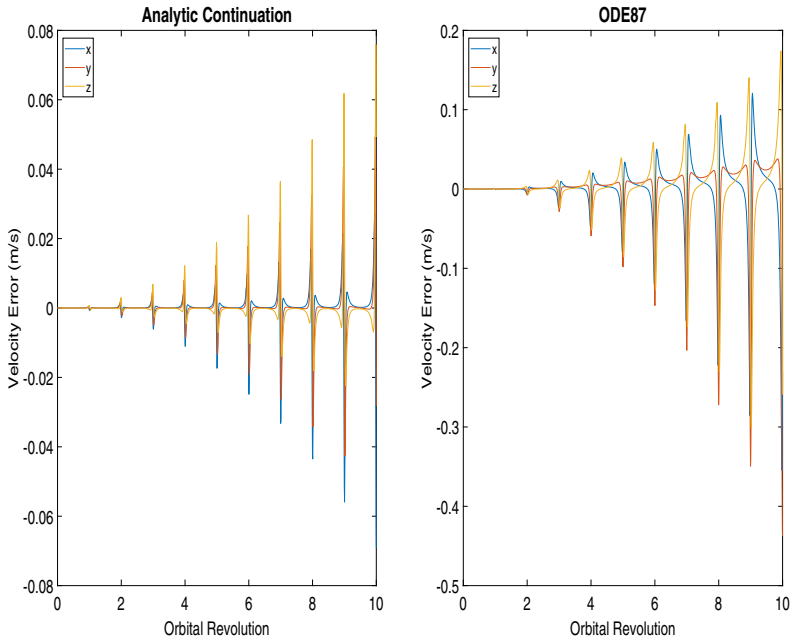 Analytic Continuation
0.08
0.06
0.04
0.02
0
-0.02
-0.04
-0.06
-0.08
Velocity Error (m/s)
x
y
z
0 2 4 6 8 10
Orbital Revolution
ODE87
0.2
0.1
0
-0.1
-0.2
-0.3
-0.4
-0.5
Velocity Error (m/s)
x
y
z
0 2 4 6 8 10
Orbital Revolution